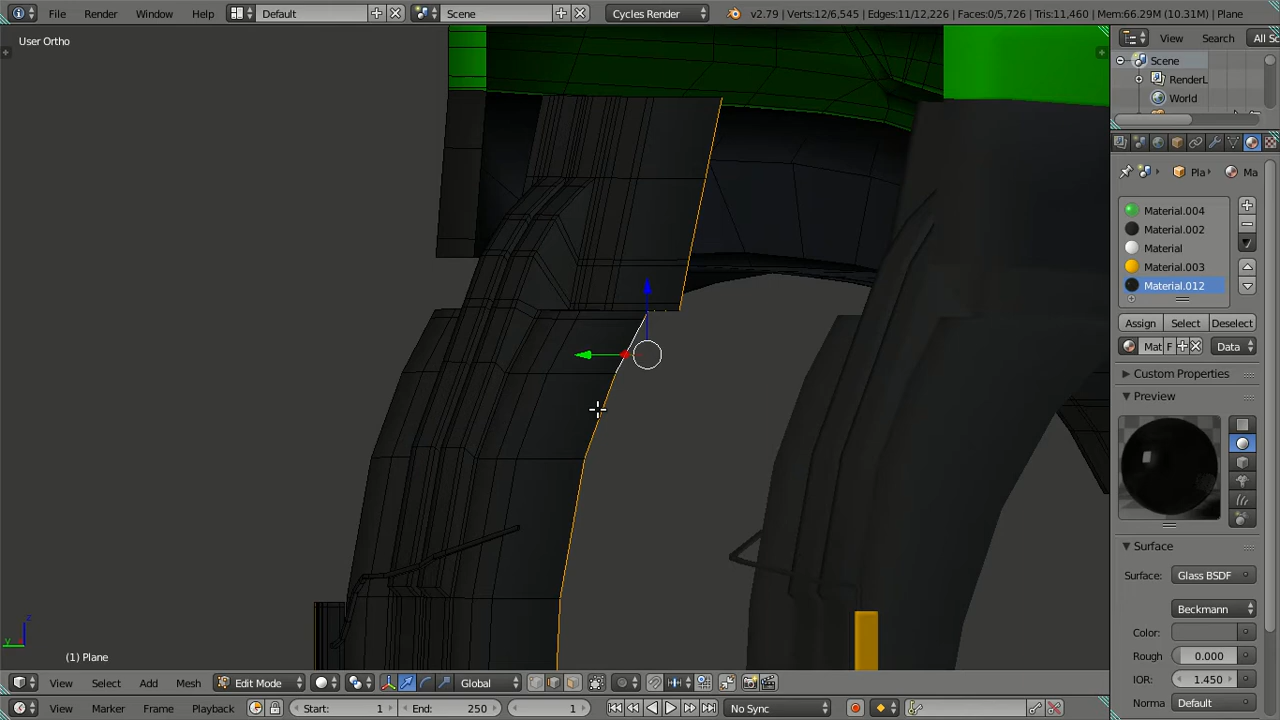 File Render Window Help Default Scene Cycles Render v2.79 | Verts:12/6,545 | Edges:11/12,226 | Faces:0/5,726 | Tris:11,460 | Mem:66.29M (10.31M) | Plane
User Ortho
View Search All Sc
Scene
RenderL
World
Pla Ma
Material.004
Material.002
Material
Material.003
Material.012
Assign Select Deselect
Mat F Data
Custom Properties
Preview
Surface
Surface: Glass BSDF
Beckmann
Color:
Rough 0.000
IOR: 1.450
Norma Default
z
y
(1) Plane
View Select Add Mesh Edit Mode Global
View Marker Frame Playback Start: 1 End: 250 1 No Sync